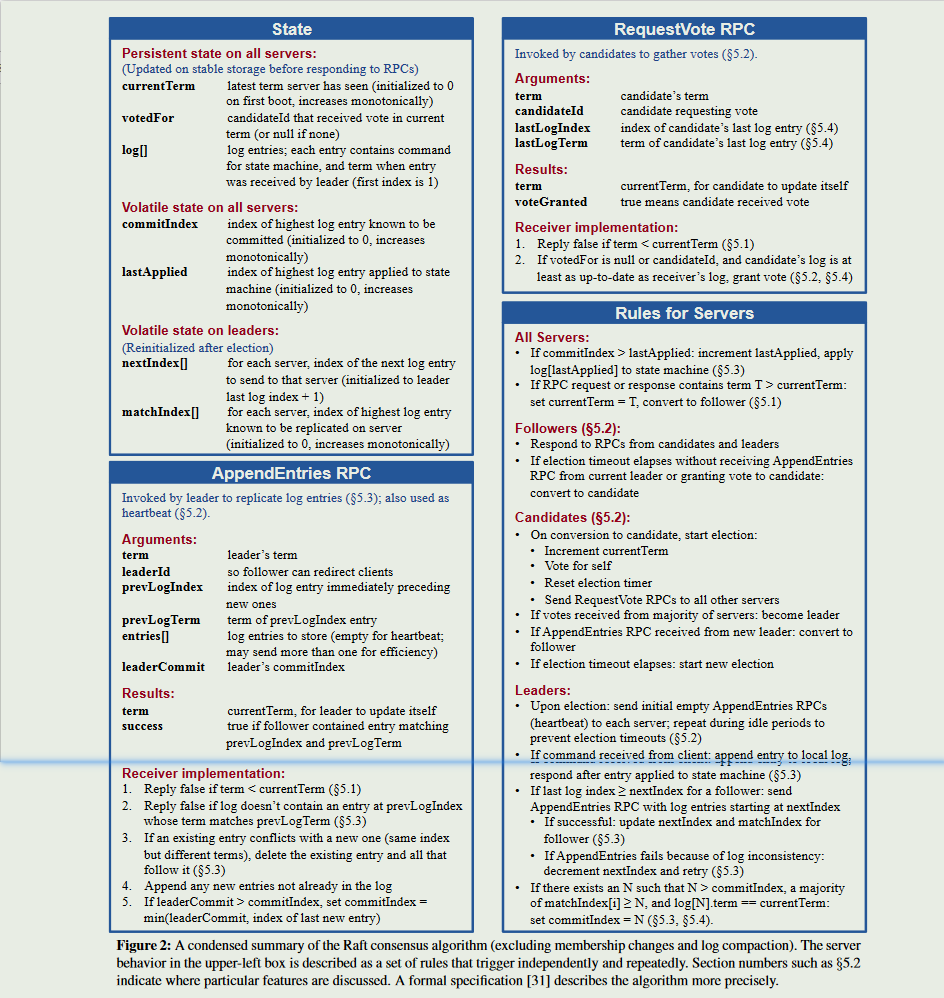 State
Persistent state on all servers:
(Updated on stable storage before responding to RPCs)
currentTerm latest term server has seen (initialized to 0
on first boot, increases monotonically)
votedFor candidateId that received vote in current
term (or null if none)
log[] log entries; each entry contains command
for state machine, and term when entry
was received by leader (first index is 1)
Volatile state on all servers:
commitIndex index of highest log entry known to be
committed (initialized to 0, increases
monotonically)
lastApplied index of highest log entry applied to state
machine (initialized to 0, increases
monotonically)
Volatile state on leaders:
(Reinitialized after election)
nextIndex[] for each server, index of the next log entry
to send to that server (initialized to leader
last log index + 1)
matchIndex[] for each server, index of highest log entry
known to be replicated on server
(initialized to 0, increases monotonically)
AppendEntries RPC
Invoked by leader to replicate log entries (§5.3); also used as
heartbeat (§5.2).
Arguments:
term leader's term
leaderId so follower can redirect clients
prevLogIndex index of log entry immediately preceding
new ones
prevLogTerm term of prevLogIndex entry
entries[] log entries to store (empty for heartbeat;
may send more than one for efficiency)
leaderCommit leader's commitIndex
Results:
term currentTerm, for leader to update itself
success true if follower contained entry matching
prevLogIndex and prevLogTerm
Receiver implementation:
1. Reply false if term < currentTerm (§5.1)
2. Reply false if log doesn't contain an entry at prevLogIndex
whose term matches prevLogTerm (§5.3)
3. If an existing entry conflicts with a new one (same index
but different terms), delete the existing entry and all that
follow it (§5.3)
4. Append any new entries not already in the log
5. If leaderCommit > commitIndex, set commitIndex =
min(leaderCommit, index of last new entry)
RequestVote RPC
Invoked by candidates to gather votes (§5.2).
Arguments:
term candidate's term
candidateId candidate requesting vote
lastLogIndex index of candidate's last log entry (§5.4)
lastLogTerm term of candidate's last log entry (§5.4)
Results:
term currentTerm, for candidate to update itself
voteGranted true means candidate received vote
Receiver implementation:
1. Reply false if term < currentTerm (§5.1)
2. If votedFor is null or candidateId, and candidate's log is at
least as up-to-date as receiver's log, grant vote (§5.2, §5.4)
Rules for Servers
All Servers:
• If commitIndex > lastApplied: increment lastApplied, apply
log[lastApplied] to state machine (§5.3)
• If RPC request or response contains term T > currentTerm:
set currentTerm = T, convert to follower (§5.1)
Followers (§5.2):
• Respond to RPCs from candidates and leaders
• If election timeout elapses without receiving AppendEntries
RPC from current leader or granting vote to candidate:
convert to candidate
Candidates (§5.2):
• On conversion to candidate, start election:
• Increment currentTerm
• Vote for self
• Reset election timer
• Send RequestVote RPCs to all other servers
• If votes received from majority of servers: become leader
• If AppendEntries RPC received from new leader: convert to
follower
• If election timeout elapses: start new election
Leaders:
• Upon election: send initial empty AppendEntries RPCs
(heartbeat) to each server; repeat during idle periods to
prevent election timeouts (§5.2)
• If command received from client: append entry to local log,
respond after entry applied to state machine (§5.3)
• If last log index ≥ nextIndex for a follower: send
AppendEntries RPC with log entries starting at nextIndex
• If successful: update nextIndex and matchIndex for
follower (§5.3)
• If AppendEntries fails because of log inconsistency:
decrement nextIndex and retry (§5.3)
• If there exists an N such that N > commitIndex, a majority
of matchIndex[i] ≥ N, and log[N].term == currentTerm:
set commitIndex = N (§5.3, §5.4).
Figure 2: A condensed summary of the Raft consensus algorithm (excluding membership changes and log compaction). The server
behavior in the upper-left box is described as a set of rules that trigger independently and repeatedly. Section numbers such as §5.2
indicate where particular features are discussed. A formal specification [31] describes the algorithm more precisely.